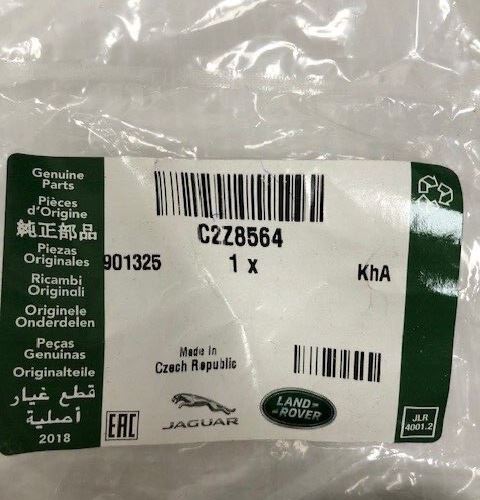 Genuine
Parts
Pièces
d'Origine
純正部品
Piezas
Originales
Ricambi
Originali
Originele
Onderdelen
Peças
Genuinas
Originalteile
قطع غيار
أصلية
2018
C2Z8564
901325
1 x
KhA
Made in
Czech Republic
EAC
JAGUAR
LAND-
-ROVER
JLR
4001.2